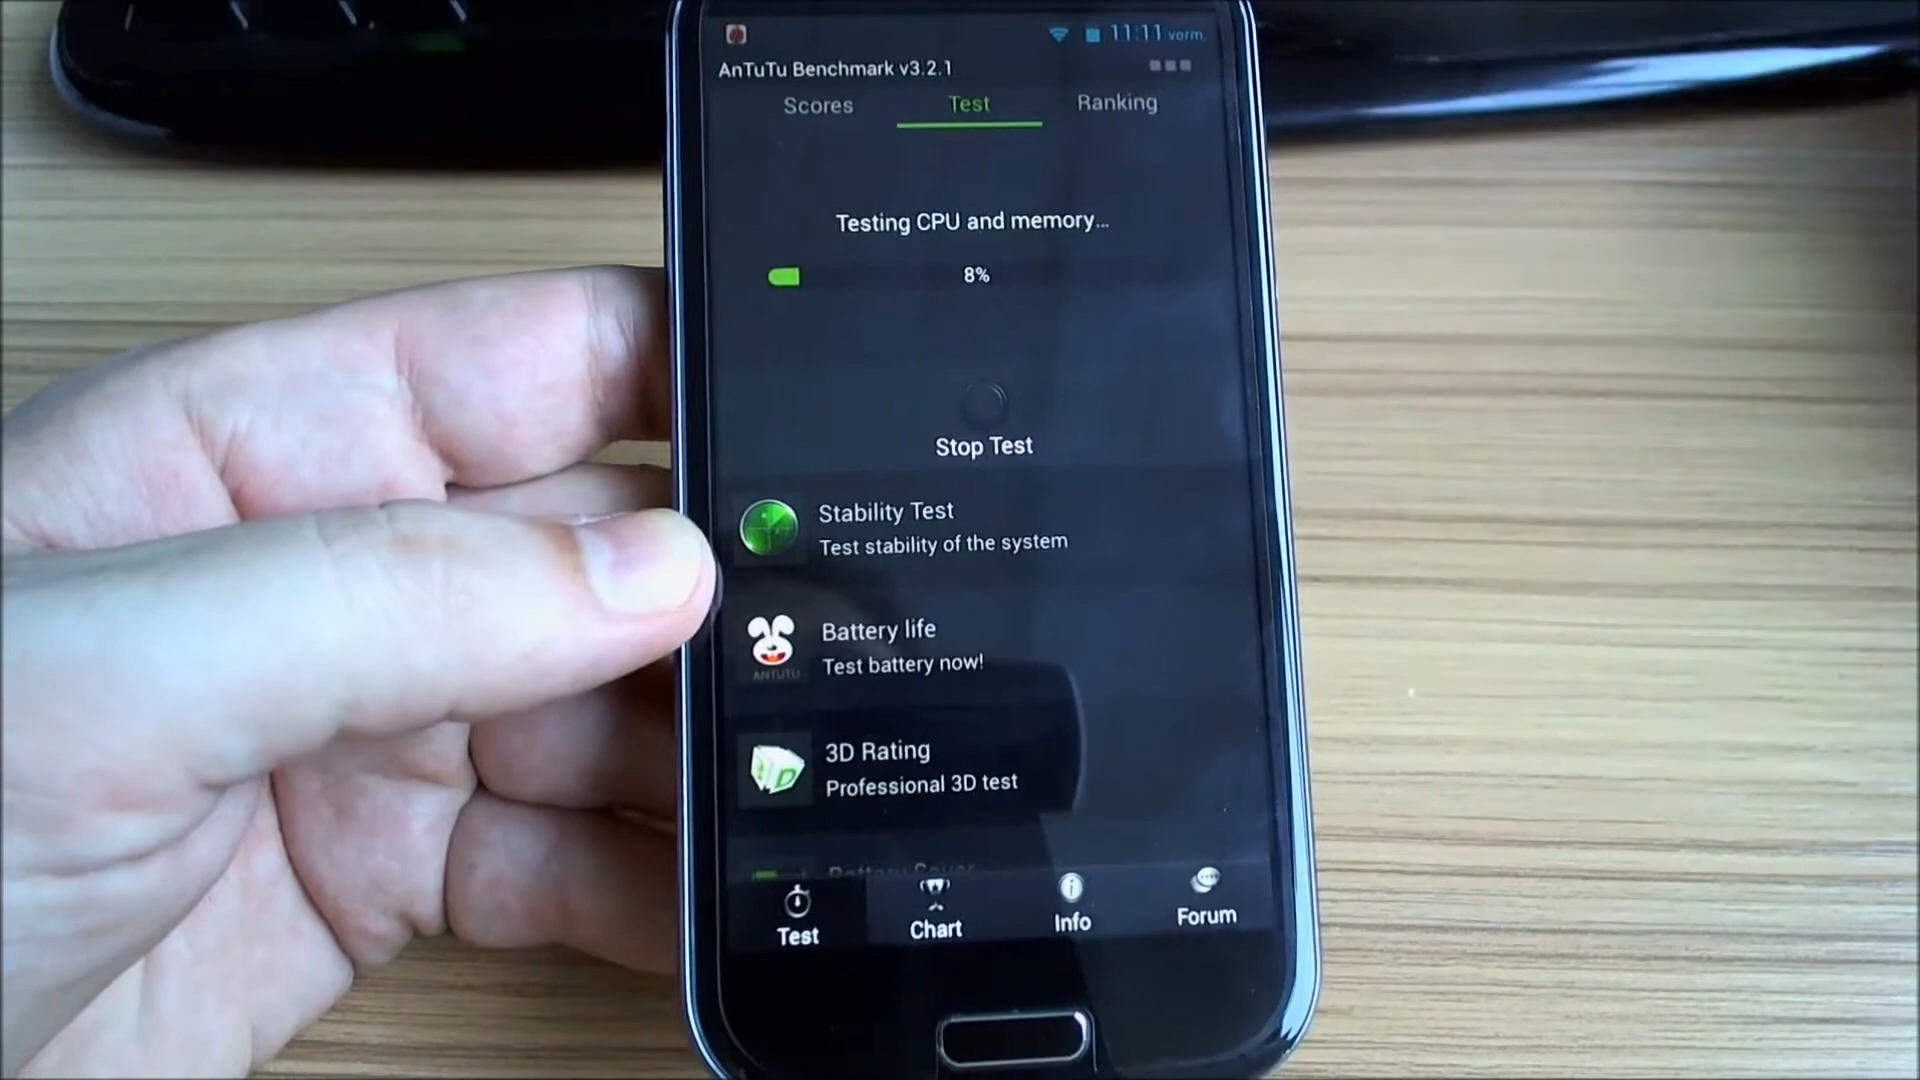 11:11 vorm.
AnTuTu Benchmark v3.2.1
Scores Test Ranking
Testing CPU and memory...
8%
Stop Test
Stability Test
Test stability of the system
Battery life
Test battery now!
ANTUTU
3D Rating
Professional 3D test
Battery Saver
Test Chart Info Forum